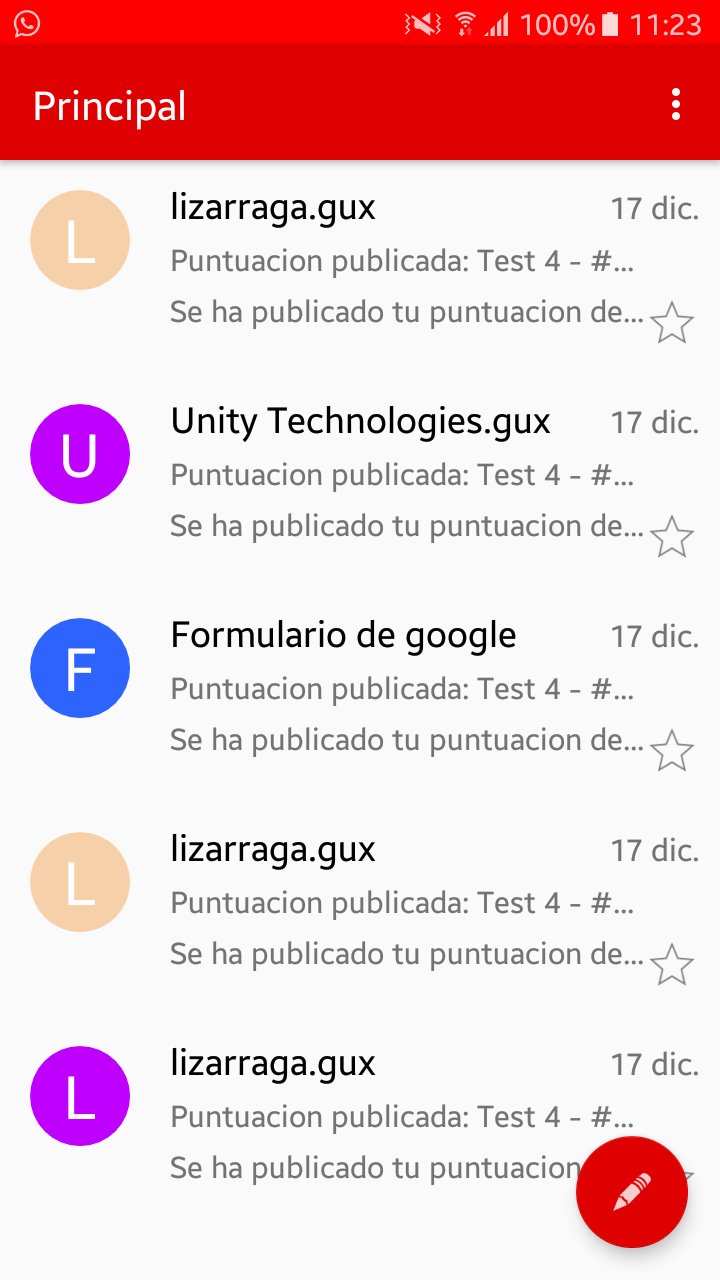 100% 11:23
Principal
L lizarraga.gux 17 dic.
Puntuacion publicada: Test 4 - #...
Se ha publicado tu puntuacion de...
U Unity Technologies.gux 17 dic.
Puntuacion publicada: Test 4 - #...
Se ha publicado tu puntuacion de...
F Formulario de google 17 dic.
Puntuacion publicada: Test 4 - #...
Se ha publicado tu puntuacion de...
L lizarraga.gux 17 dic.
Puntuacion publicada: Test 4 - #...
Se ha publicado tu puntuacion de...
L lizarraga.gux 17 dic.
Puntuacion publicada: Test 4 - #...
Se ha publicado tu puntuacion